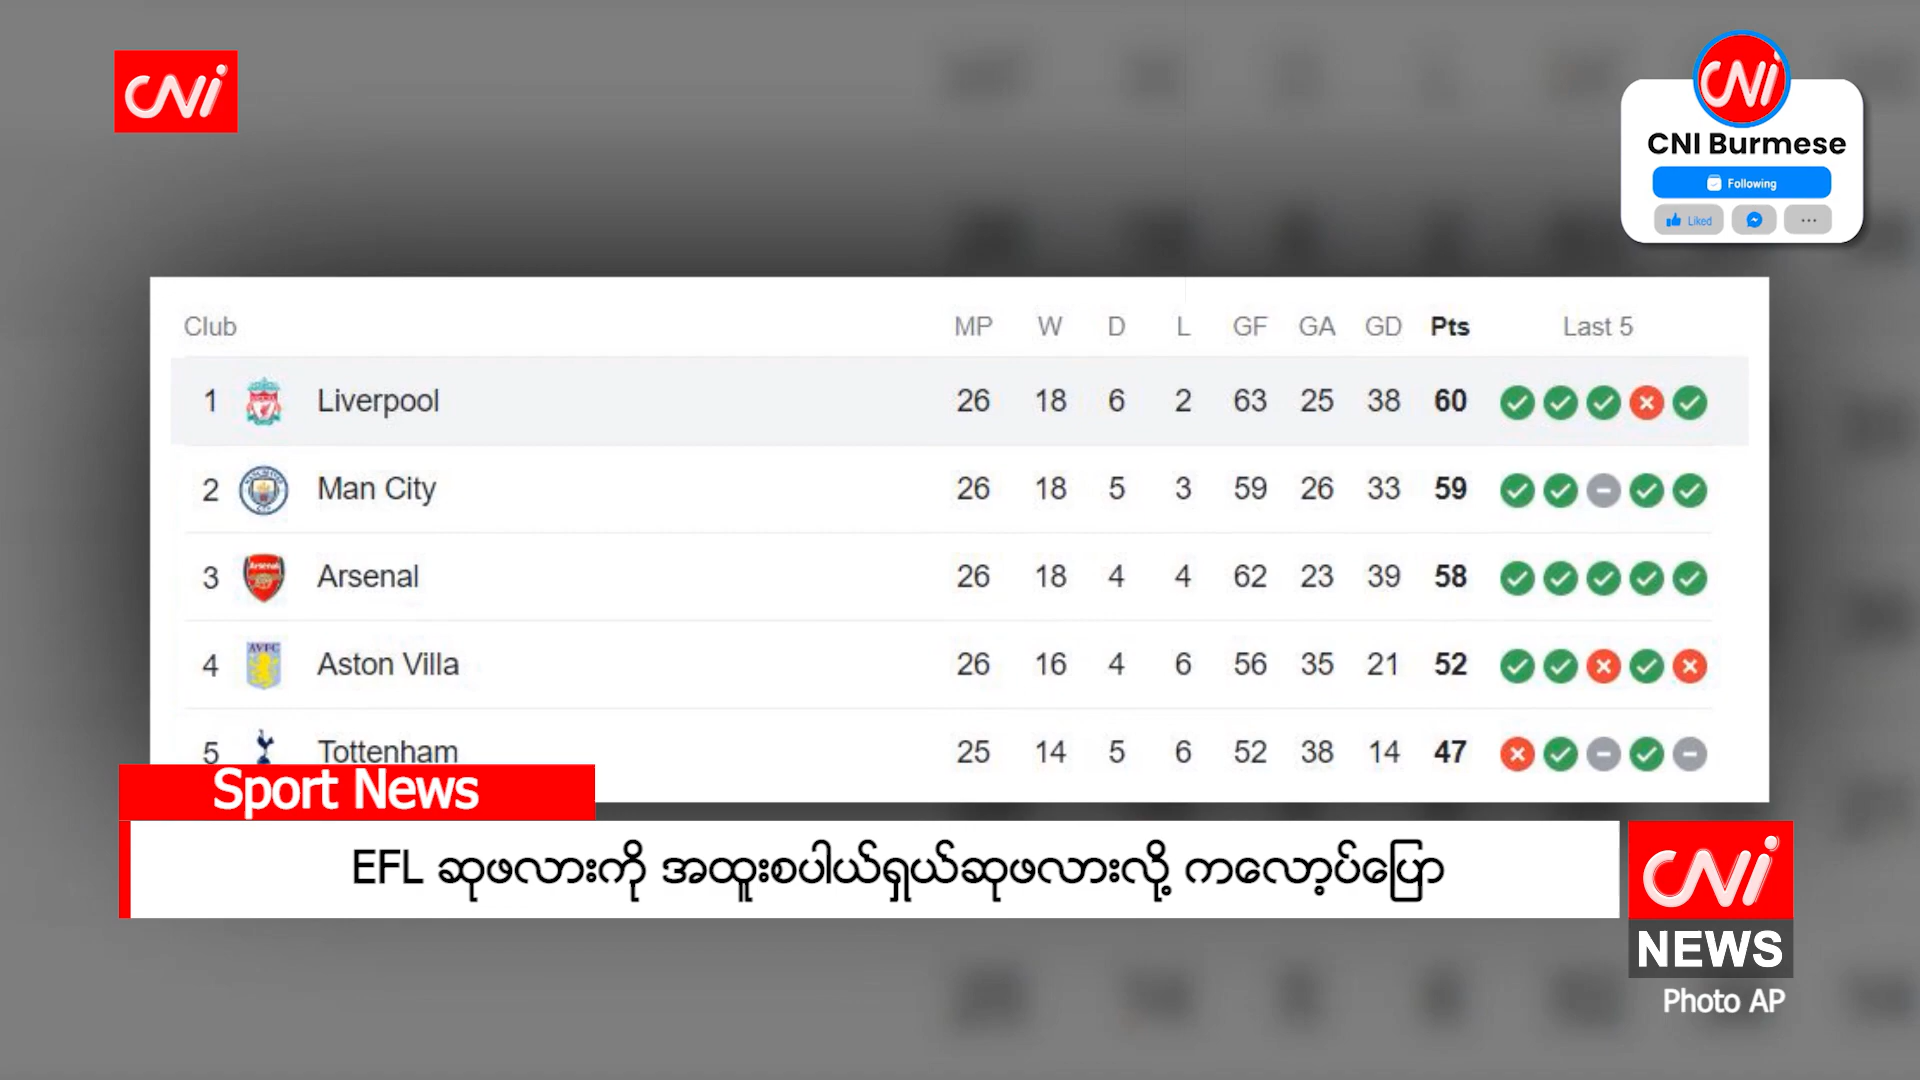 CNI
CNI
CNI Burmese
Following
Liked
Club MP W D L GF GA GD Pts Last 5
1 Liverpool 26 18 6 2 63 25 38 60
2 Man City 26 18 5 3 59 26 33 59
3 Arsenal 26 18 4 4 62 23 39 58
4 AVFC Aston Villa 26 16 4 6 56 35 21 52
5 Tottenham 25 14 5 6 52 38 14 47
Sport News
EFL ဆုဖလားကို အထူးစပါယ်ရှယ်ဆုဖလားလို့ ကလော့ပ်ပြော
CNI
NEWS
Photo AP